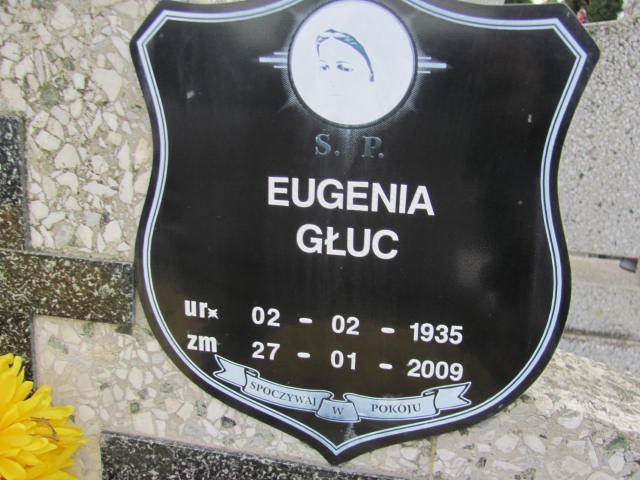 Ś. P.
EUGENIA
GŁUC
ur. 02 - 02 - 1935
zm 27 - 01 - 2009
SPOCZYWAJ W POKOJU